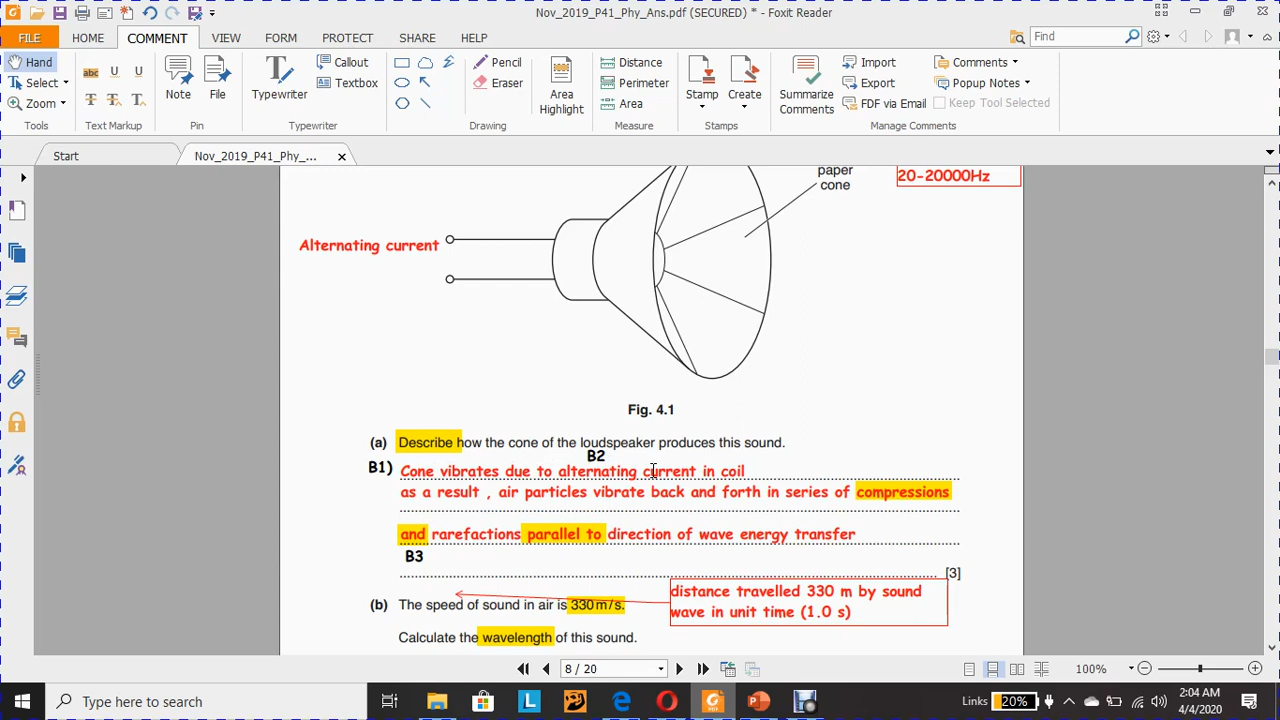 Nov_2019_P41_Phy_Ans.pdf (SECURED) * - Foxit Reader
FILE HOME COMMENT VIEW FORM PROTECT SHARE HELP Find
Hand
Select
Zoom
Tools
abc U U
T T T
Text Markup
Note File
Pin
Typewriter
Callout
Textbox
Typewriter
Pencil
Eraser
Drawing
Area Highlight
Distance
Perimeter
Area
Measure
Stamp Create
Stamps
Summarize Comments
Import
Export
FDF via Email
Comments
Popup Notes
Keep Tool Selected
Manage Comments
Start Nov_2019_P41_Phy_...
paper
cone
20-20000Hz
Alternating current
Fig. 4.1
(a) Describe how the cone of the loudspeaker produces this sound.
B2
B1) Cone vibrates due to alternating current in coil
as a result , air particles vibrate back and forth in series of compressions
and rarefactions parallel to direction of wave energy transfer
B3
[3]
(b) The speed of sound in air is 330 m/s.
distance travelled 330 m by sound
wave in unit time (1.0 s)
Calculate the wavelength of this sound.
8 / 20 100%
Type here to search
Links 20% 2:04 AM
4/4/2020